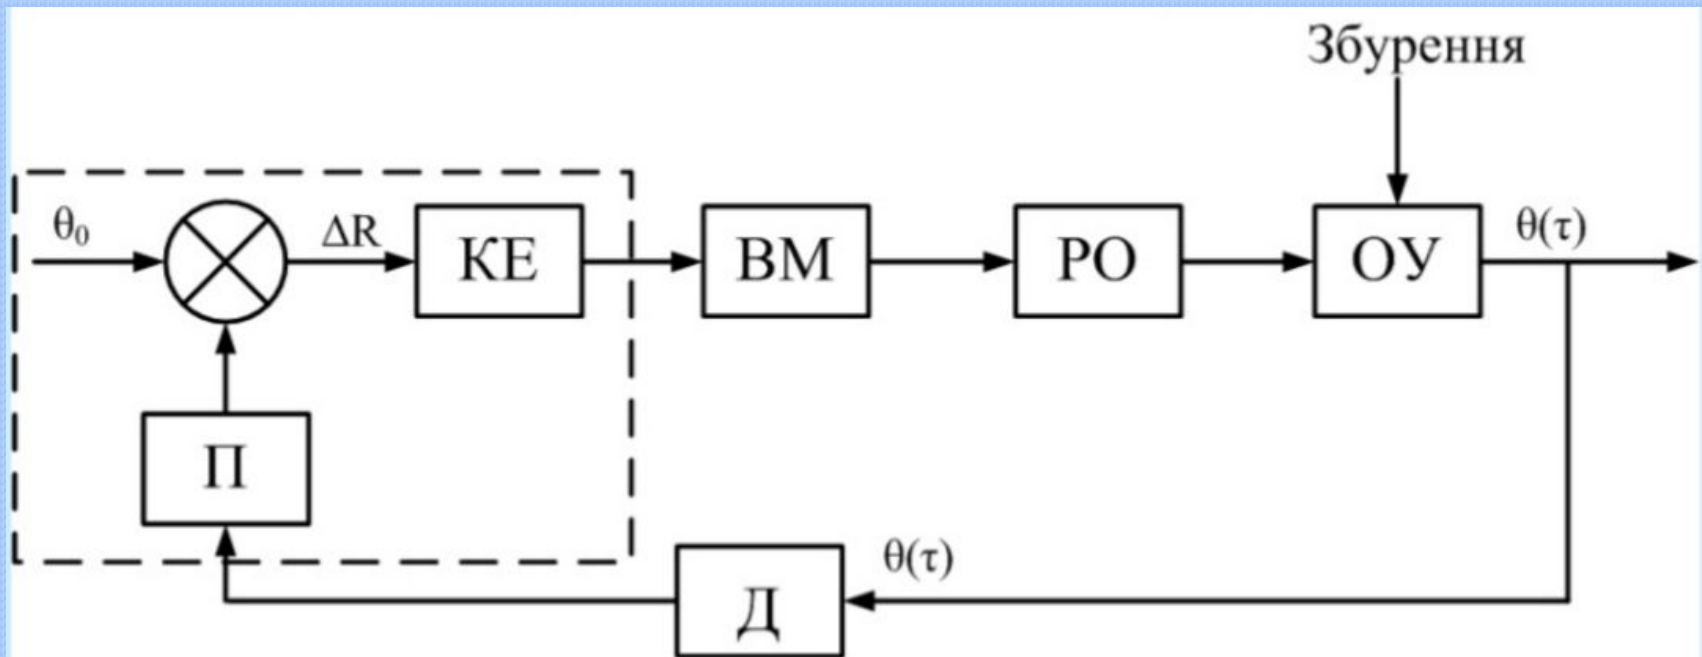 Збурення
θ₀
ΔR
КЕ
ВМ
РО
ОУ
θ(τ)
П
Д
θ(τ)